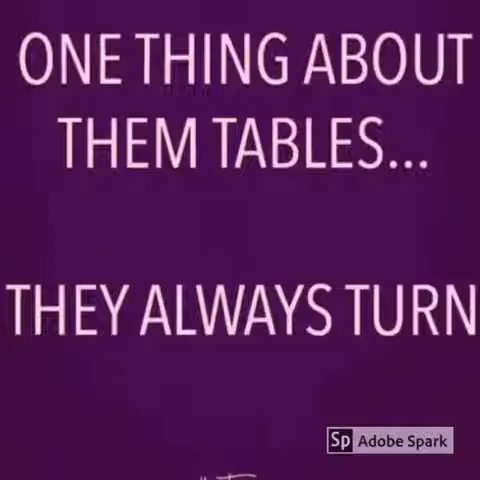 ONE THING ABOUT
THEM TABLES...
THEY ALWAYS TURN
Sp Adobe Spark